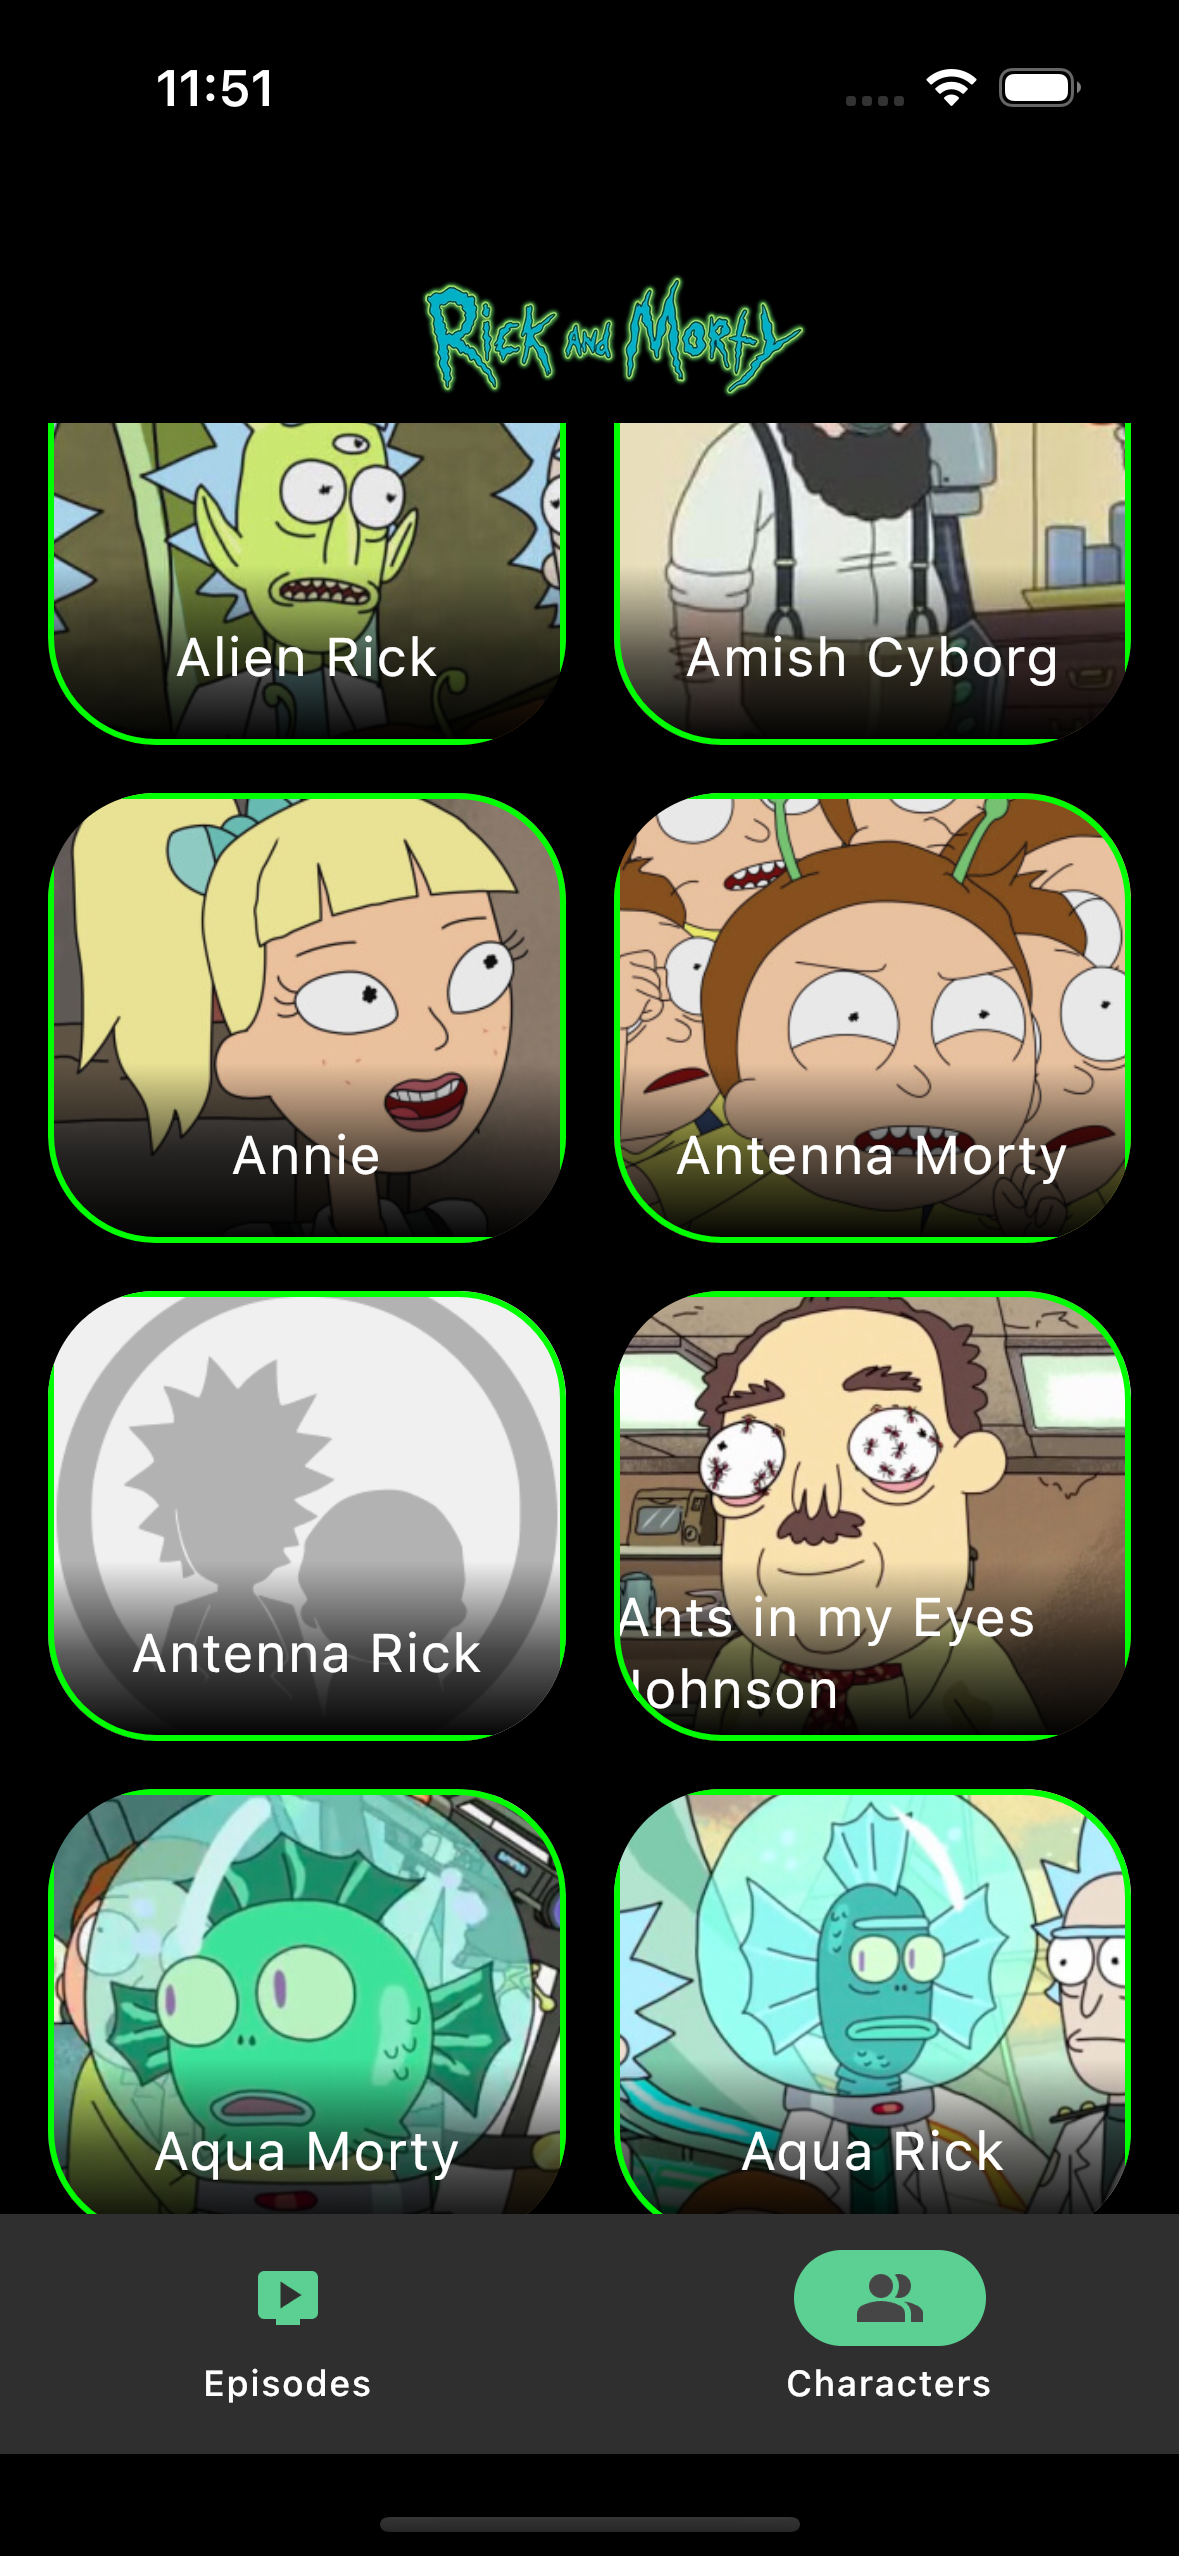 11:51
Rick and Morty
Alien Rick
Amish Cyborg
Annie
Antenna Morty
Antenna Rick
Ants in my Eyes
Johnson
Aqua Morty
Aqua Rick
Episodes
Characters